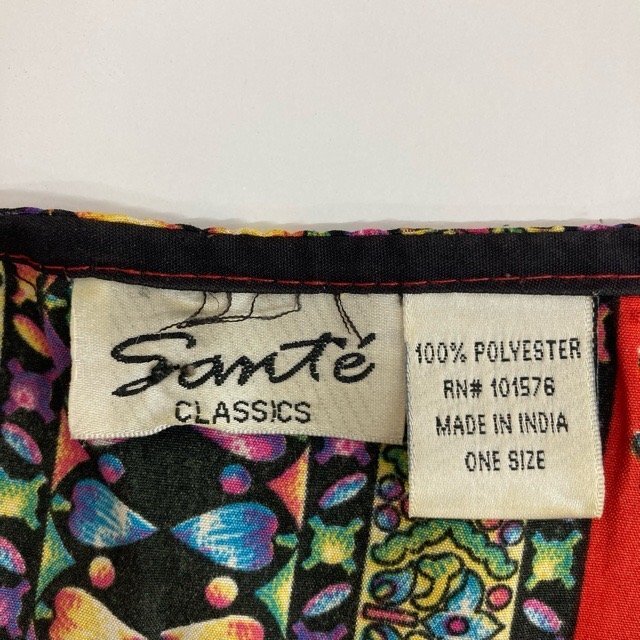 Santé
CLASSICS
100% POLYESTER
RN# 101576
MADE IN INDIA
ONE SIZE